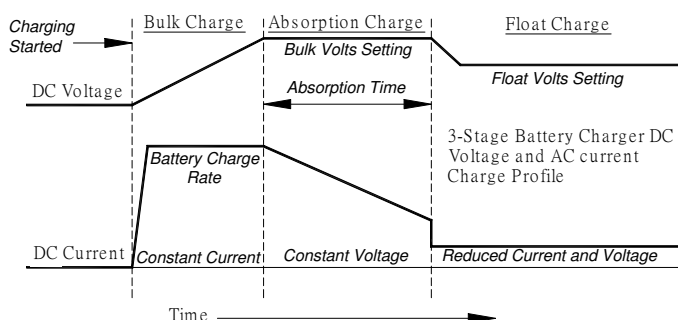 Charging
Started
Bulk Charge
Absorption Charge
Float Charge
Bulk Volts Setting
DC Voltage
Absorption Time
Float Volts Setting
Battery Charge
Rate
3-Stage Battery Charger DC
Voltage and AC current
Charge Profile
DC Current
Constant Current
Constant Voltage
Reduced Current and Voltage
Time